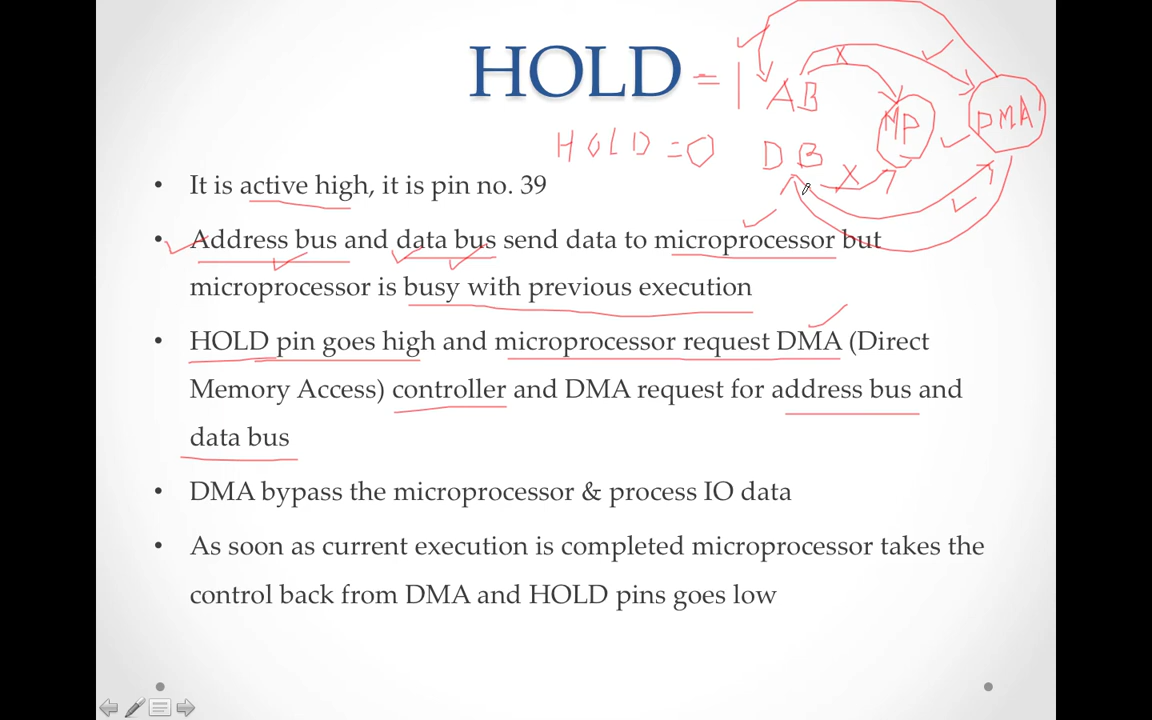 HOLD = 1 AB
MP DMA
HOLD = 0 DB
• It is active high, it is pin no. 39
• Address bus and data bus send data to microprocessor but
microprocessor is busy with previous execution
• HOLD pin goes high and microprocessor request DMA (Direct
Memory Access) controller and DMA request for address bus and
data bus
• DMA bypass the microprocessor & process IO data
• As soon as current execution is completed microprocessor takes the
control back from DMA and HOLD pins goes low